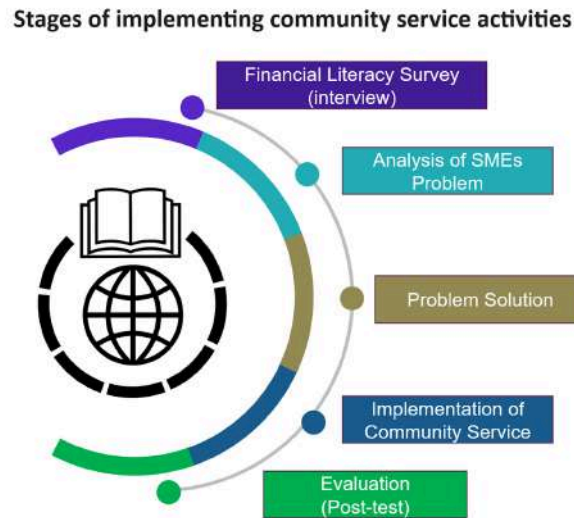 Stages of implementing community service activities
Financial Literacy Survey
(interview)
Analysis of SMEs
Problem
Problem Solution
Implementation of
Community Service
Evaluation
(Post-test)